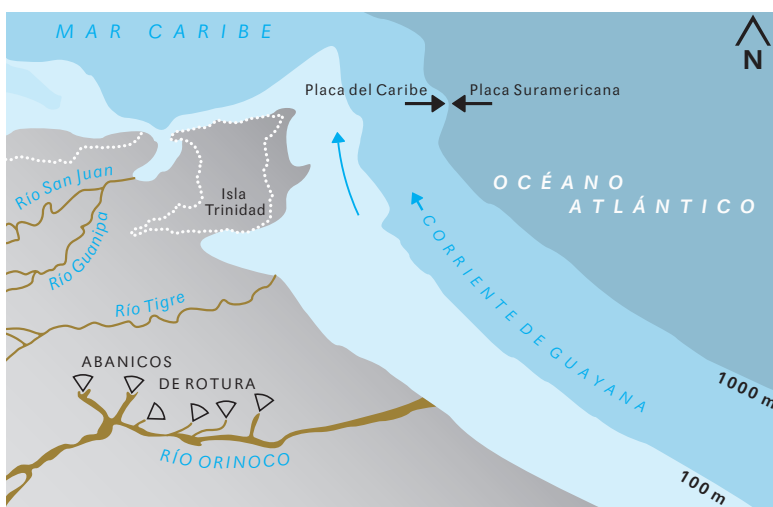 MAR CARIBE
N
Placa del Caribe
Placa Suramericana
OCÉANO
ATLÁNTICO
Río San Juan
Isla
Trinidad
Río Guanipa
CORRIENTE DE GUAYANA
Río Tigre
ABANICOS
DE ROTURA
RÍO ORINOCO
1000 m
100 m